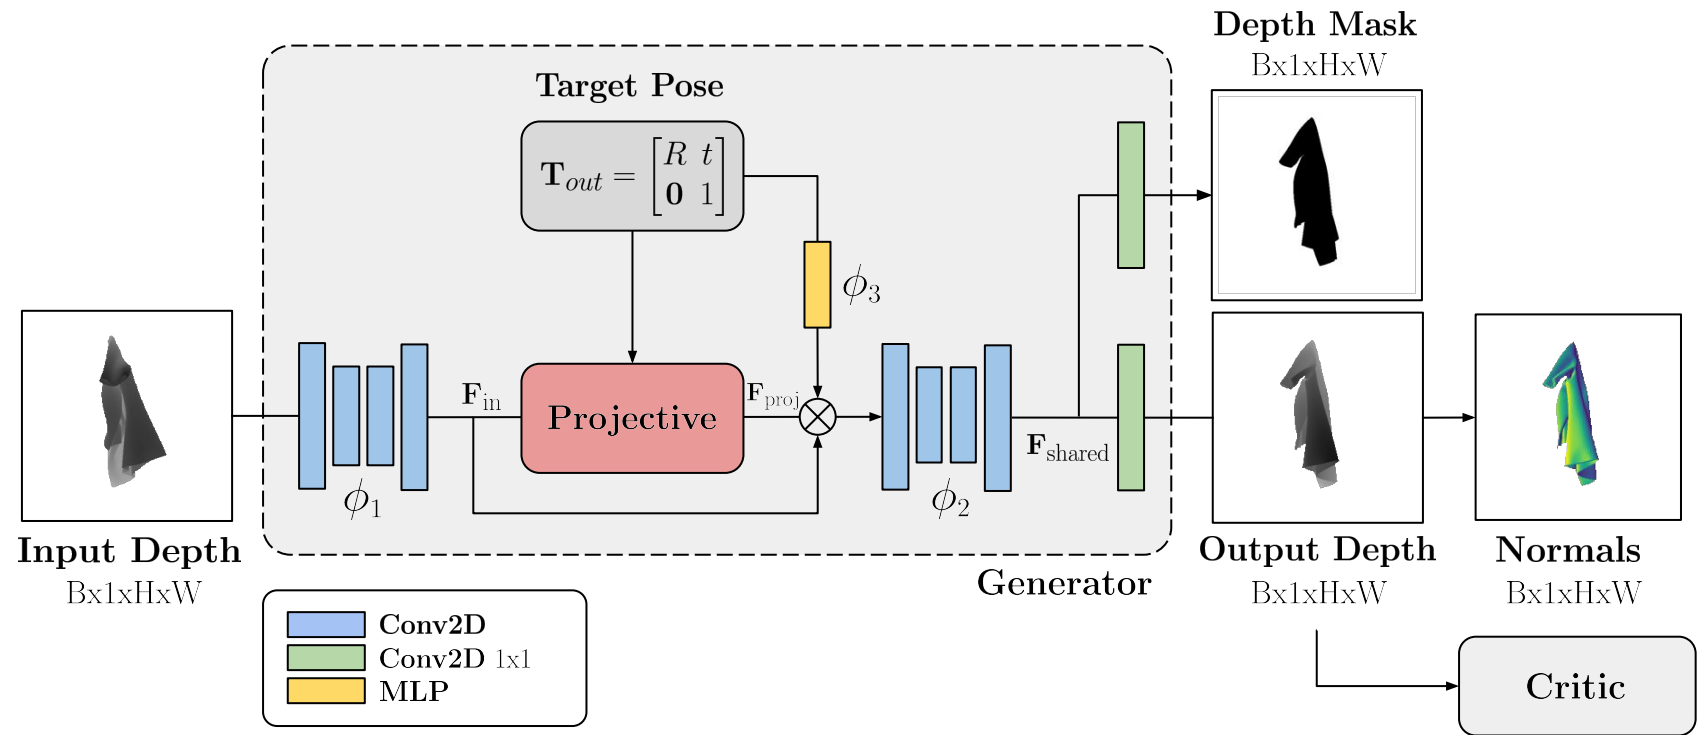 Depth Mask
Bx1xHxW
Target Pose
T_out = [R t
0 1]
ϕ3
F_in
Projective
F_proj
F_shared
ϕ1
ϕ2
Input Depth
Bx1xHxW
Generator
Output Depth
Bx1xHxW
Normals
Bx1xHxW
Conv2D
Conv2D 1x1
MLP
Critic